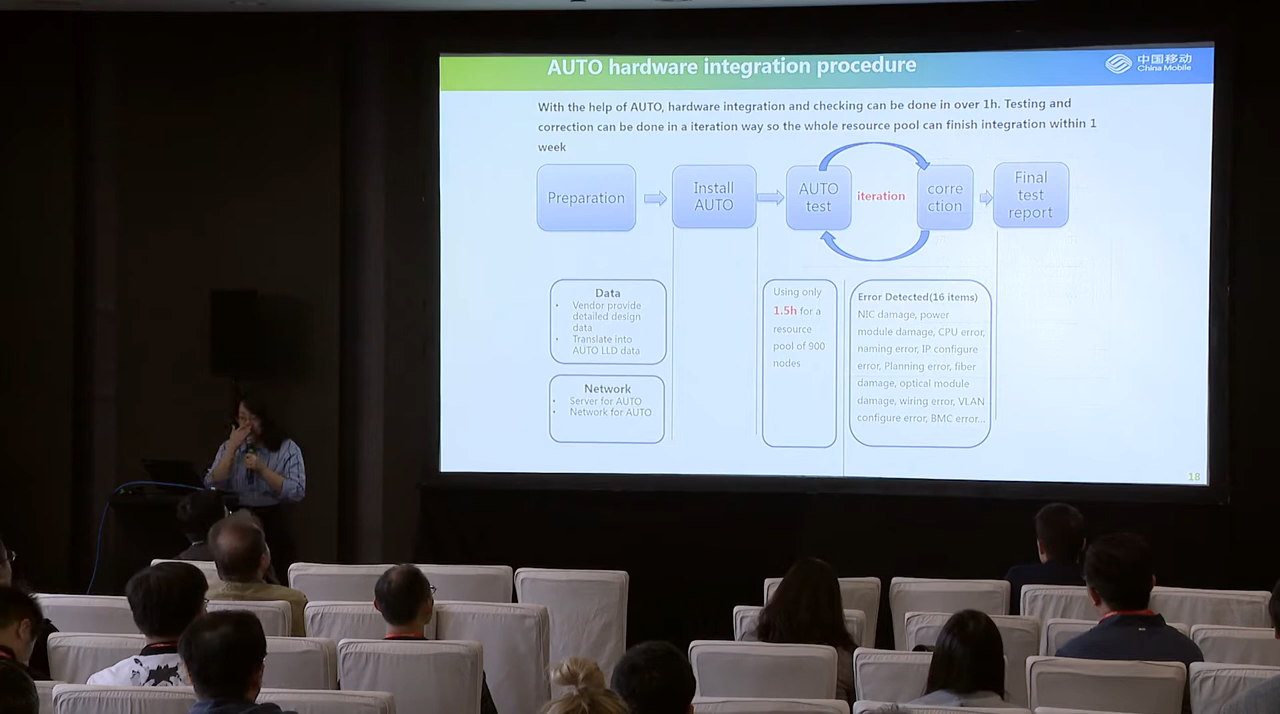 AUTO hardware integration procedure
中国移动
China Mobile
With the help of AUTO, hardware integration and checking can be done in over 1h. Testing and
correction can be done in a iteration way so the whole resource pool can finish integration within 1
week
Preparation
Install
AUTO
AUTO
test
iteration
corre
ction
Final
test
report
Data
• Vendor provide
detailed design
data
• Translate into
AUTO LLD data
Network
• Server for AUTO
• Network for AUTO
Using only
1.5h for a
resource
pool of 900
nodes
Error Detected(16 items)
NIC damage, power
module damage, CPU error,
naming error, IP configure
error, Planning error, fiber
damage, optical module
damage, wiring error, VLAN
configure error, BMC error...
18